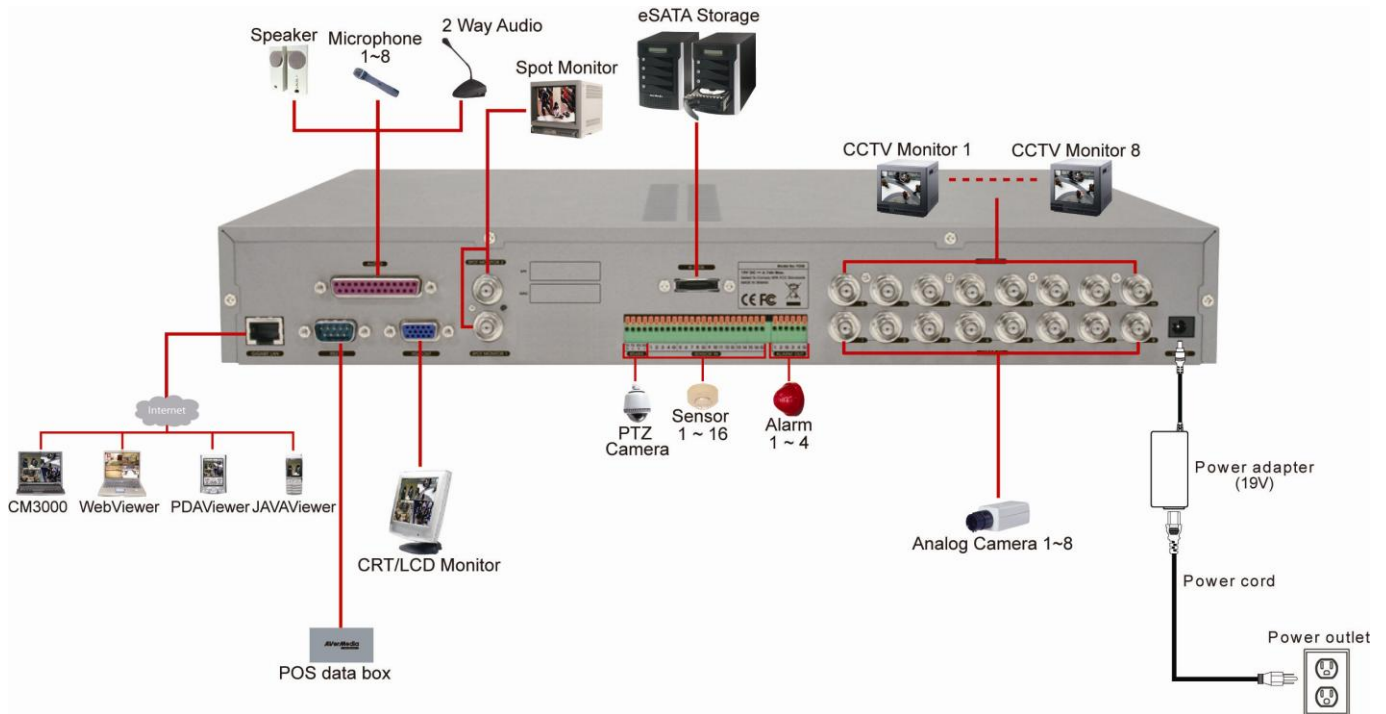 eSATA Storage
2 Way Audio
Speaker
Microphone
1~8
Spot Monitor
CCTV Monitor 1
CCTV Monitor 8
Internet
CM3000
WebViewer
PDAViewer
JAVAViewer
CRT/LCD Monitor
AVerMedia
POS data box
PTZ
Camera
Sensor
1 ~ 16
Alarm
1 ~ 4
Analog Camera 1~8
Power adapter
(19V)
Power cord
Power outlet